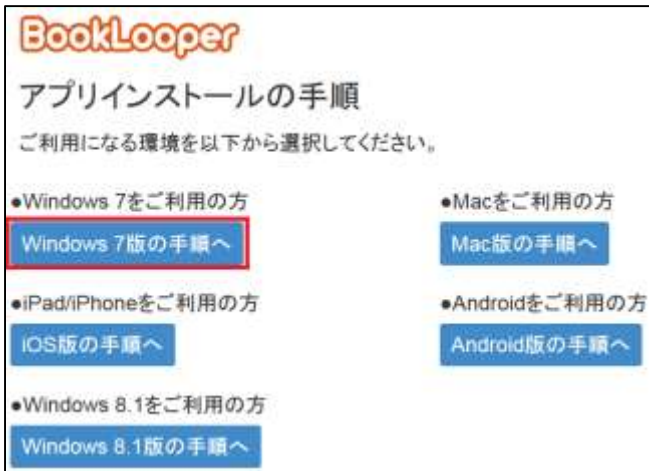 BookLooper
アプリインストールの手順
ご利用になる環境を以下から選択してください。
●Windows 7をご利用の方
Windows 7版の手順へ
●Macをご利用の方
Mac版の手順へ
●iPad/iPhoneをご利用の方
iOS版の手順へ
●Androidをご利用の方
Android版の手順へ
●Windows 8.1をご利用の方
Windows 8.1版の手順へ